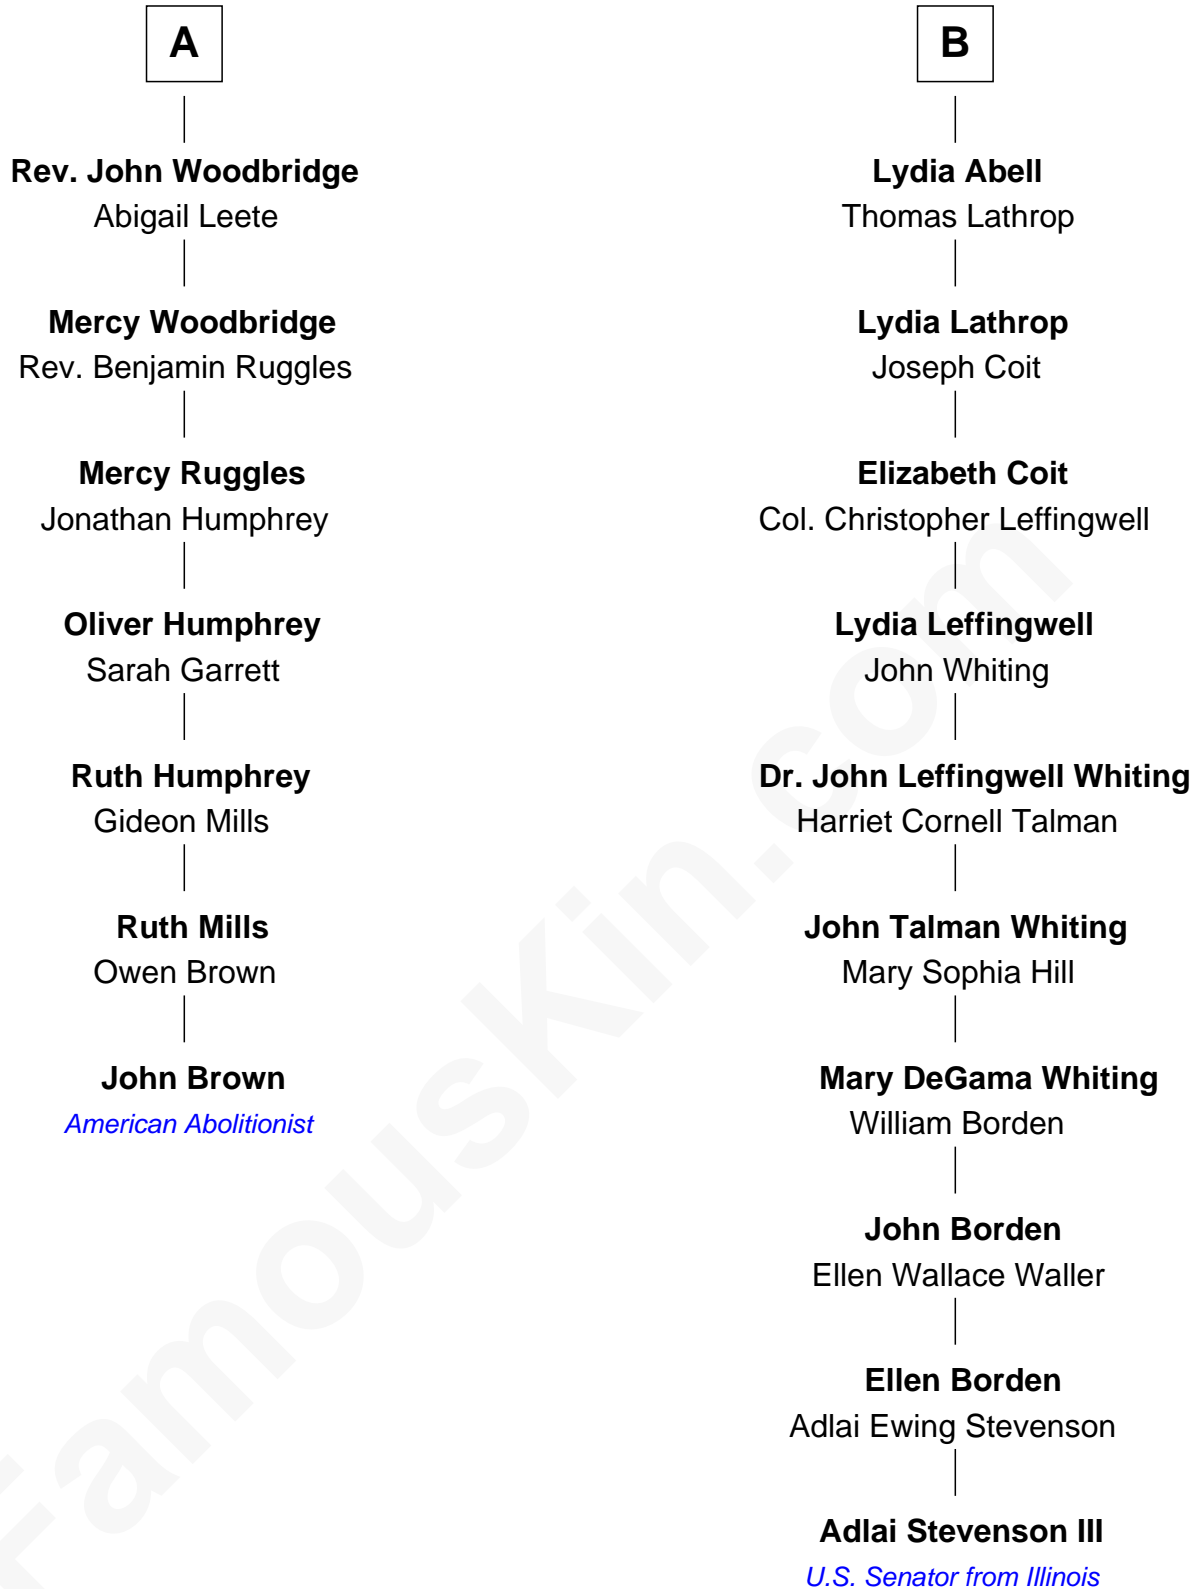 A
Rev. John Woodbridge
Abigail Leete
Mercy Woodbridge
Rev. Benjamin Ruggles
Mercy Ruggles
Jonathan Humphrey
Oliver Humphrey
Sarah Garrett
Ruth Humphrey
Gideon Mills
Ruth Mills
Owen Brown
John Brown
American Abolitionist
B
Lydia Abell
Thomas Lathrop
Lydia Lathrop
Joseph Coit
Elizabeth Coit
Col. Christopher Leffingwell
Lydia Leffingwell
John Whiting
Dr. John Leffingwell Whiting
Harriet Cornell Talman
John Talman Whiting
Mary Sophia Hill
Mary DeGama Whiting
William Borden
John Borden
Ellen Wallace Waller
Ellen Borden
Adlai Ewing Stevenson
Adlai Stevenson III
U.S. Senator from Illinois
FamousKin.com